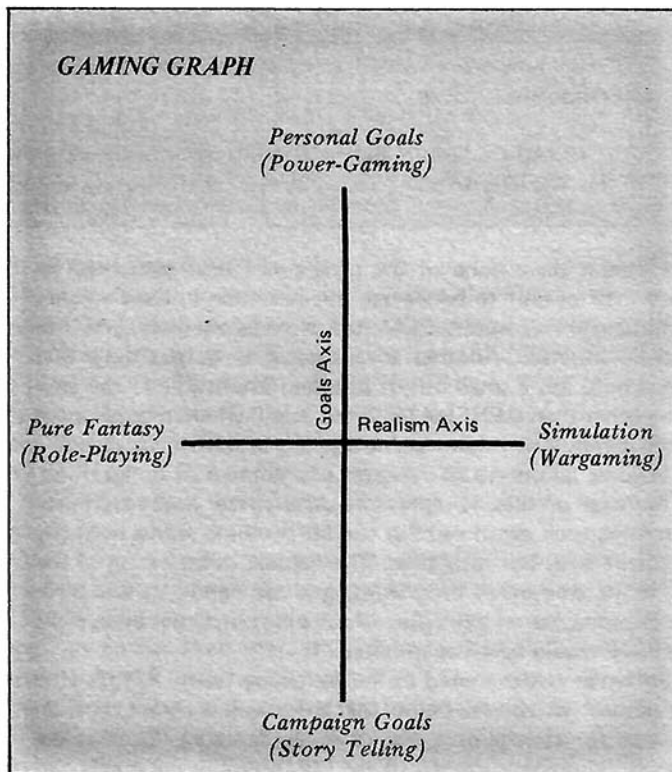 GAMING GRAPH
Personal Goals
(Power-Gaming)
Goals Axis
Realism Axis
Pure Fantasy
(Role-Playing)
Simulation
(Wargaming)
Campaign Goals
(Story Telling)